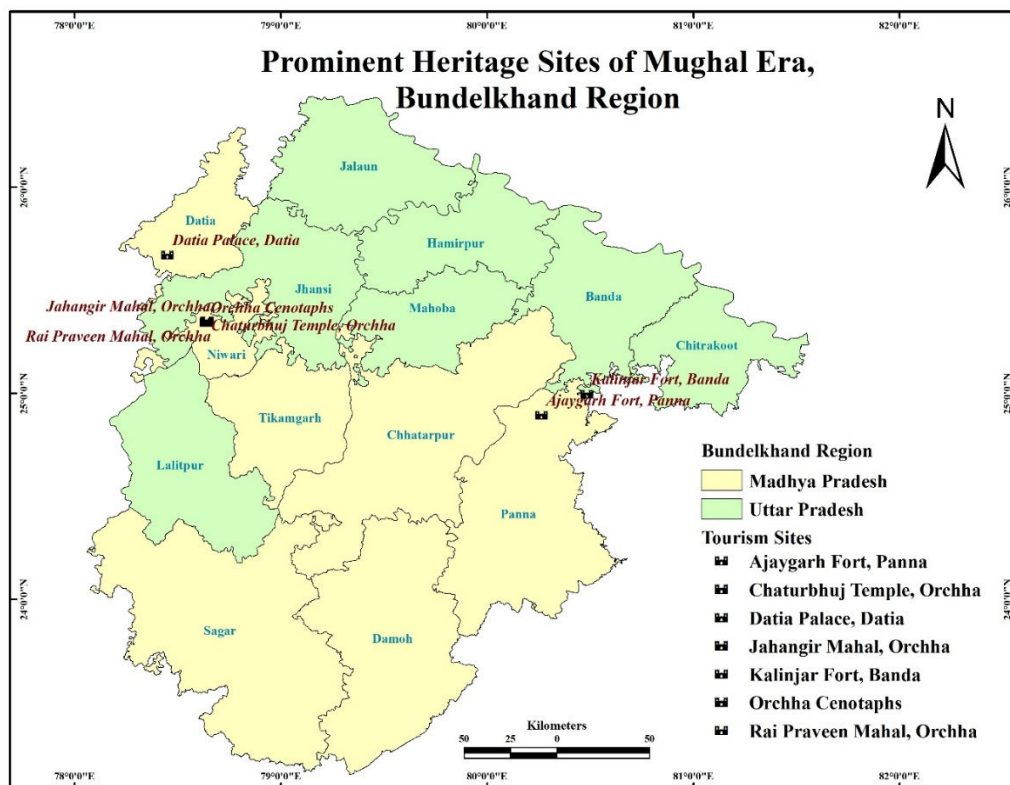 78°0'0"E 79°0'0"E 80°0'0"E 81°0'0"E 82°0'0"E
Prominent Heritage Sites of Mughal Era,
Bundelkhand Region
N
26°0'0"N
26°0'0"N
Jalaun
Datia
Datia Palace, Datia
Hamirpur
Jhansi
Banda
Jahangir Mahal, Orchha
Orchha Cenotaphs
Mahoba
Chaturbhuj Temple, Orchha
Rai Praveen Mahal, Orchha
Chitrakoot
Niwari
Kalinjar Fort, Banda
25°0'0"N
25°0'0"N
Ajaygarh Fort, Panna
Tikamgarh
Chhatarpur
Lalitpur
Panna
Bundelkhand Region
Madhya Pradesh
Uttar Pradesh
Tourism Sites
Ajaygarh Fort, Panna
Chaturbhuj Temple, Orchha
Datia Palace, Datia
Jahangir Mahal, Orchha
Kalinjar Fort, Banda
Orchha Cenotaphs
Rai Praveen Mahal, Orchha
24°0'0"N
24°0'0"N
Sagar
Damoh
Kilometers
50 25 0 50
78°0'0"E 79°0'0"E 80°0'0"E 81°0'0"E 82°0'0"E